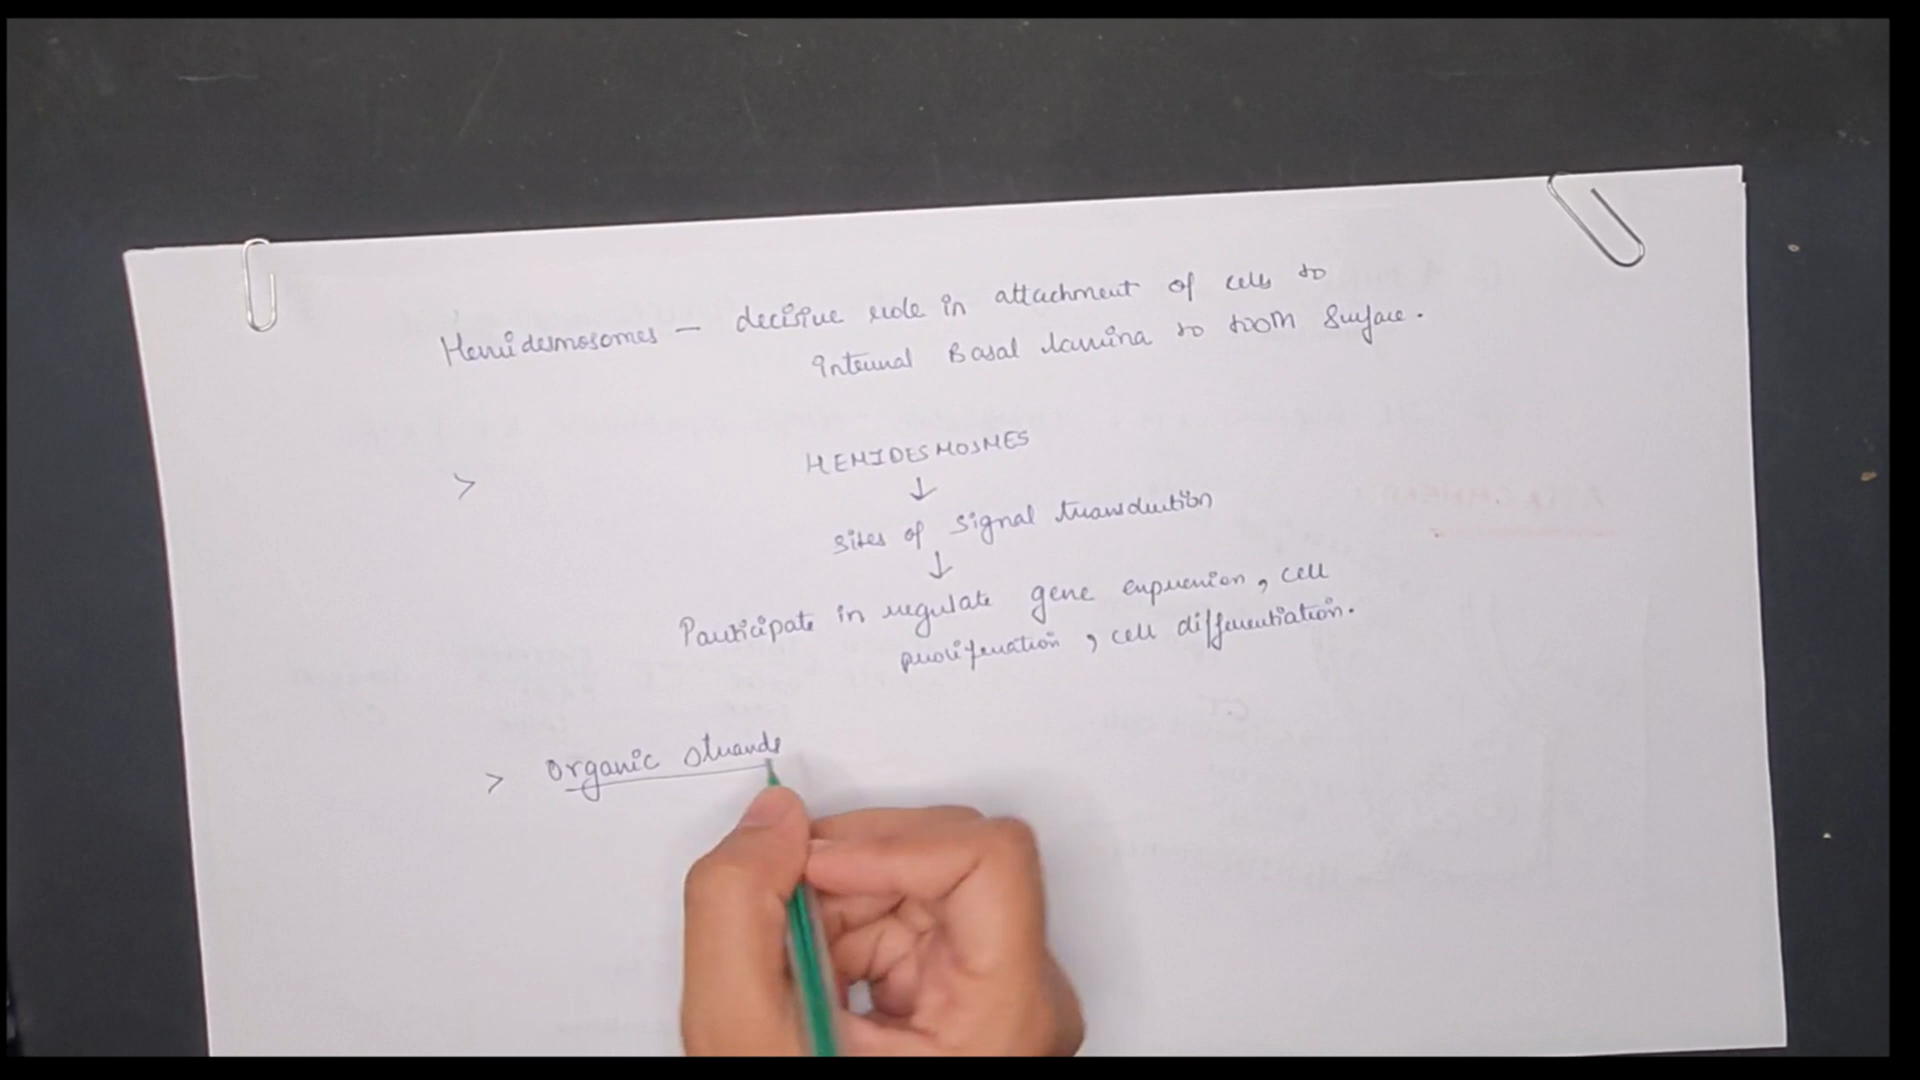 Hemidesmosomes — decisive role in attachment of cells to
Internal Basal lamina to tooth surface.
> HEMIDESMOSMES
↓
Sites of signal transduction
↓
Participate in regulate gene expression, cell
proliferation, cell differentiation.
> Organic strands